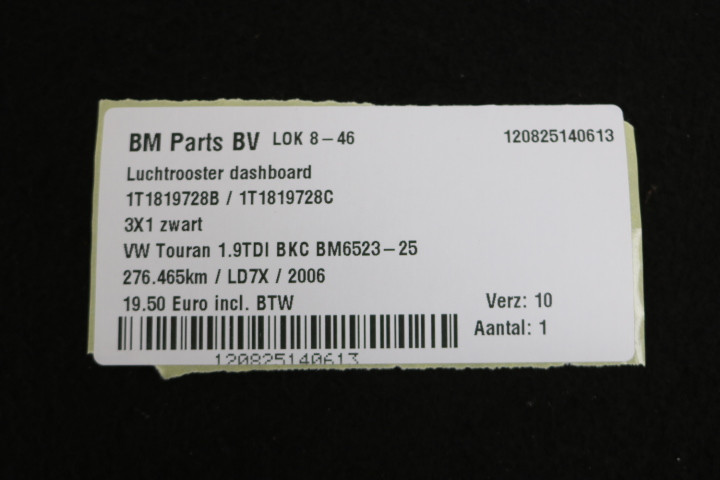 BM Parts BV LOK 8-46 120825140613
Luchtrooster dashboard
1T1819728B / 1T1819728C
3X1 zwart
VW Touran 1.9TDI BKC BM6523-25
276.465km / LD7X / 2006
19.50 Euro incl. BTW Verz: 10
Aantal: 1
120825140613